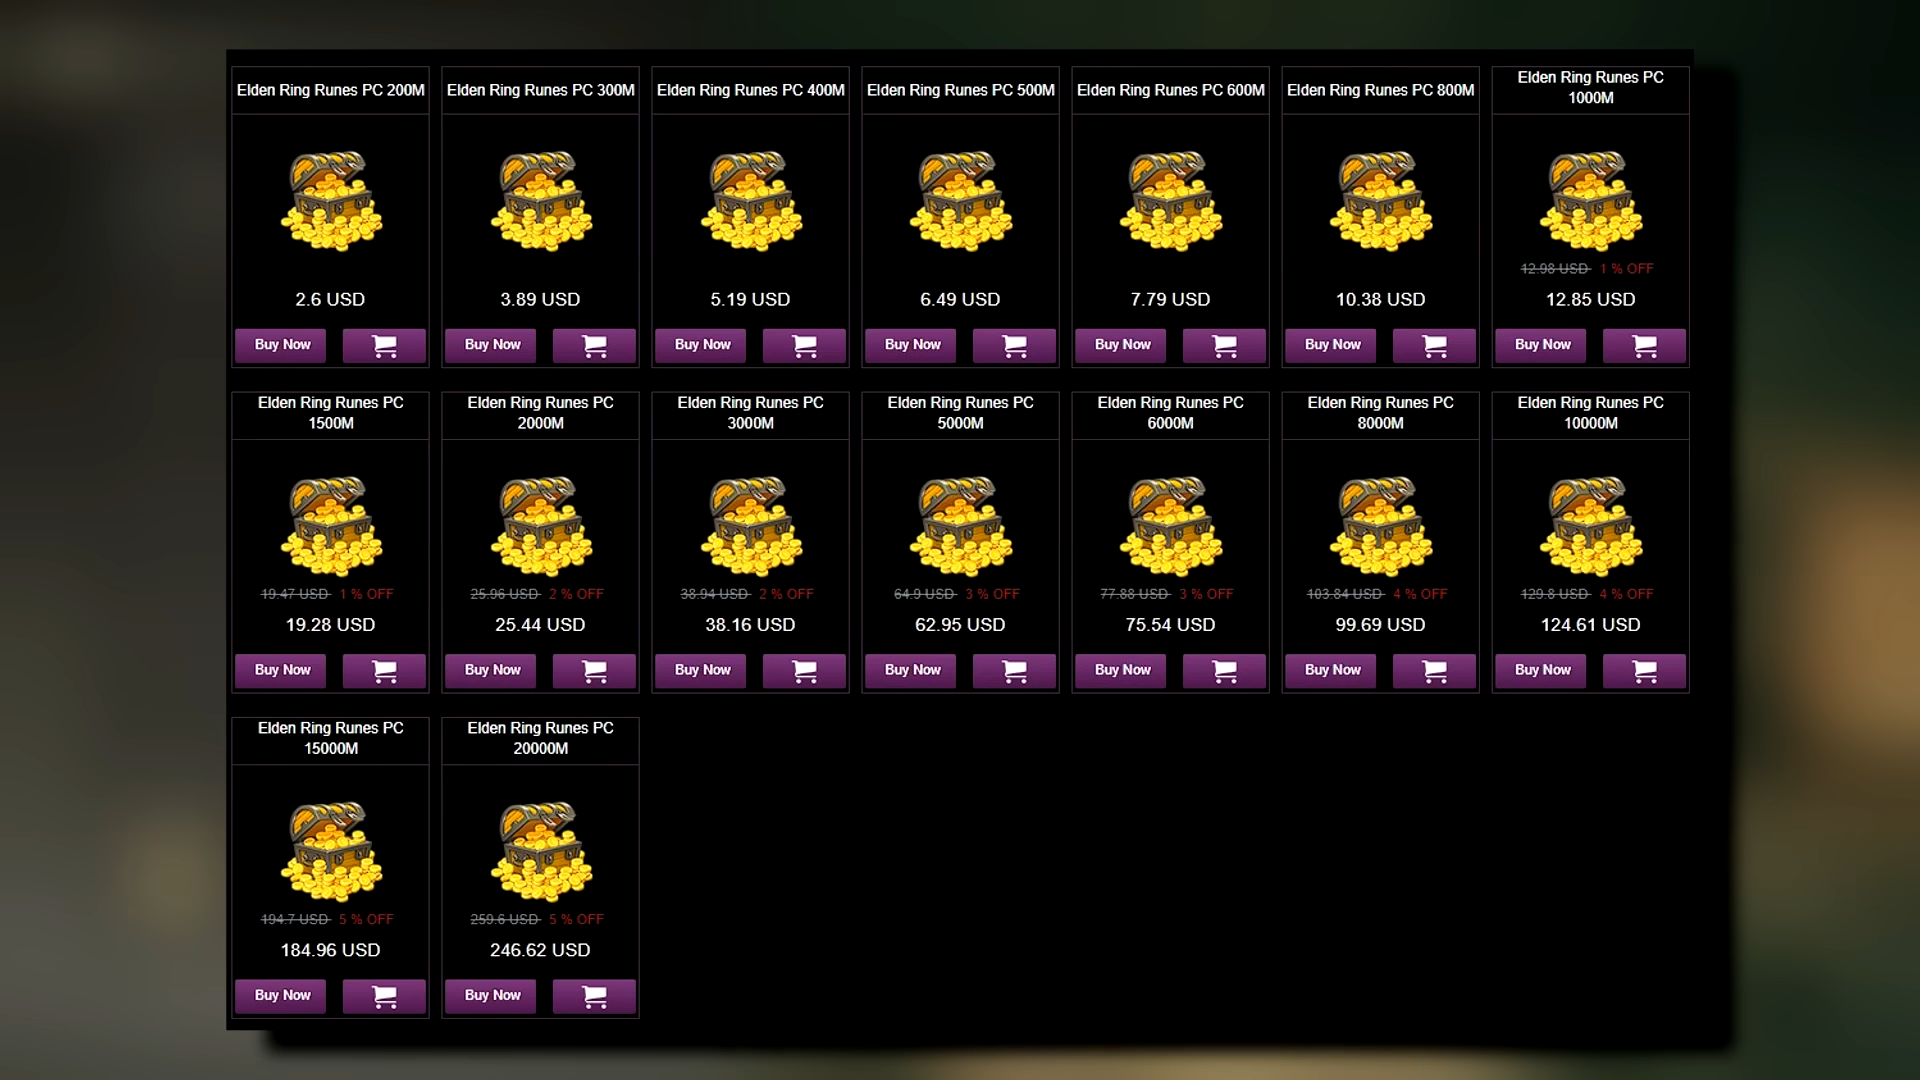 Elden Ring Runes PC 200M
2.6 USD
Buy Now
Elden Ring Runes PC 300M
3.89 USD
Buy Now
Elden Ring Runes PC 400M
5.19 USD
Buy Now
Elden Ring Runes PC 500M
6.49 USD
Buy Now
Elden Ring Runes PC 600M
7.79 USD
Buy Now
Elden Ring Runes PC 800M
10.38 USD
Buy Now
Elden Ring Runes PC
1000M
12.98 USD 1 % OFF
12.85 USD
Buy Now
Elden Ring Runes PC
1500M
19.47 USD 1 % OFF
19.28 USD
Buy Now
Elden Ring Runes PC
2000M
25.96 USD 2 % OFF
25.44 USD
Buy Now
Elden Ring Runes PC
3000M
38.94 USD 2 % OFF
38.16 USD
Buy Now
Elden Ring Runes PC
5000M
64.9 USD 3 % OFF
62.95 USD
Buy Now
Elden Ring Runes PC
6000M
77.88 USD 3 % OFF
75.54 USD
Buy Now
Elden Ring Runes PC
8000M
103.84 USD 4 % OFF
99.69 USD
Buy Now
Elden Ring Runes PC
10000M
129.8 USD 4 % OFF
124.61 USD
Buy Now
Elden Ring Runes PC
15000M
194.7 USD 5 % OFF
184.96 USD
Buy Now
Elden Ring Runes PC
20000M
259.6 USD 5 % OFF
246.62 USD
Buy Now